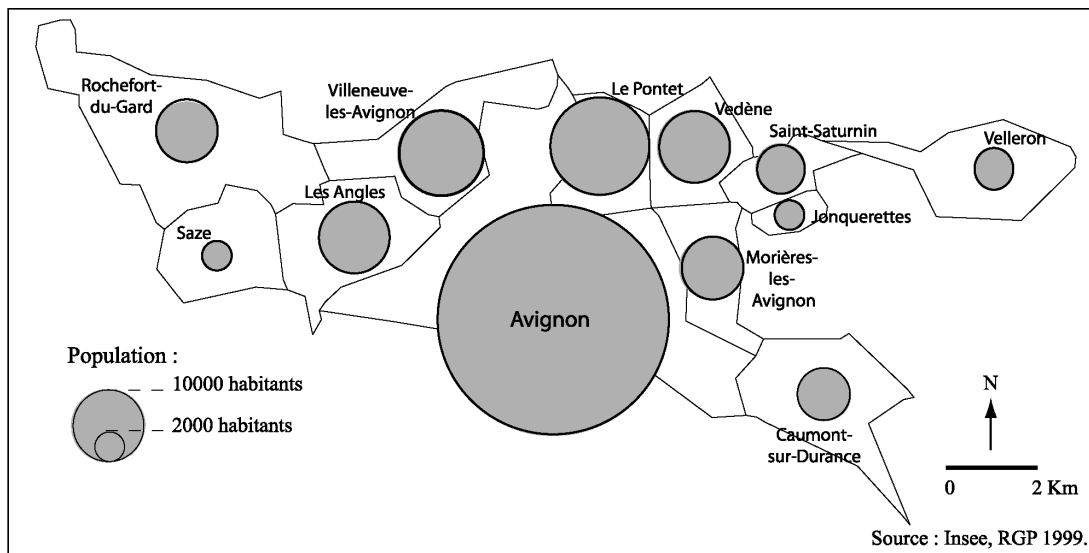 Rochefort-
du-Gard
Villeneuve-
les-Avignon
Le Pontet
Vedène
Saint-Saturnin
Velleron
Les Angles
Saze
Jonquerettes
Morières-
les-
Avignon
Avignon
Caumont-
sur-Durance
Population :
10000 habitants
2000 habitants
N
0 2 Km
Source : Insee, RGP 1999.